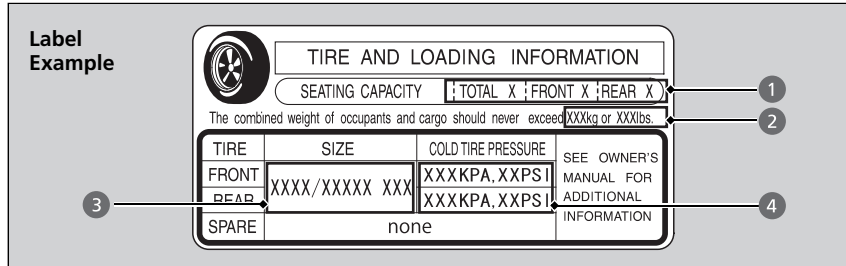 Label
Example
TIRE AND LOADING INFORMATION
SEATING CAPACITY TOTAL X FRONT X REAR X
1
The combined weight of occupants and cargo should never exceed XXXkg or XXXlbs.
2
TIRE SIZE COLD TIRE PRESSURE
SEE OWNER'S
MANUAL FOR
ADDITIONAL
INFORMATION
FRONT XXXX/XXXXX XXX XXXKPA,XXPSI
REAR XXXKPA,XXPSI
3
4
SPARE none